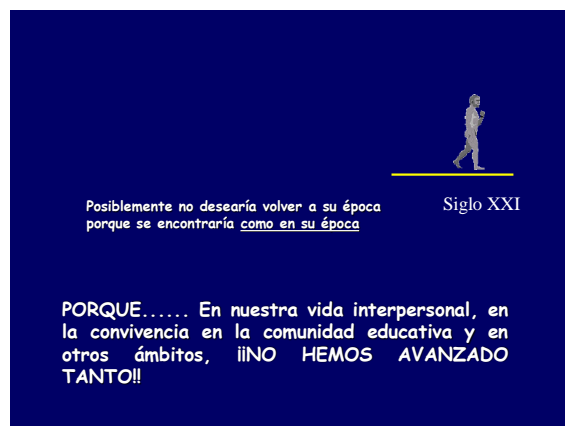 Siglo XXI
Posiblemente no desearía volver a su época
porque se encontraría como en su época
PORQUE...... En nuestra vida interpersonal, en
la convivencia en la comunidad educativa y en
otros ámbitos, ¡¡NO HEMOS AVANZADO
TANTO!!